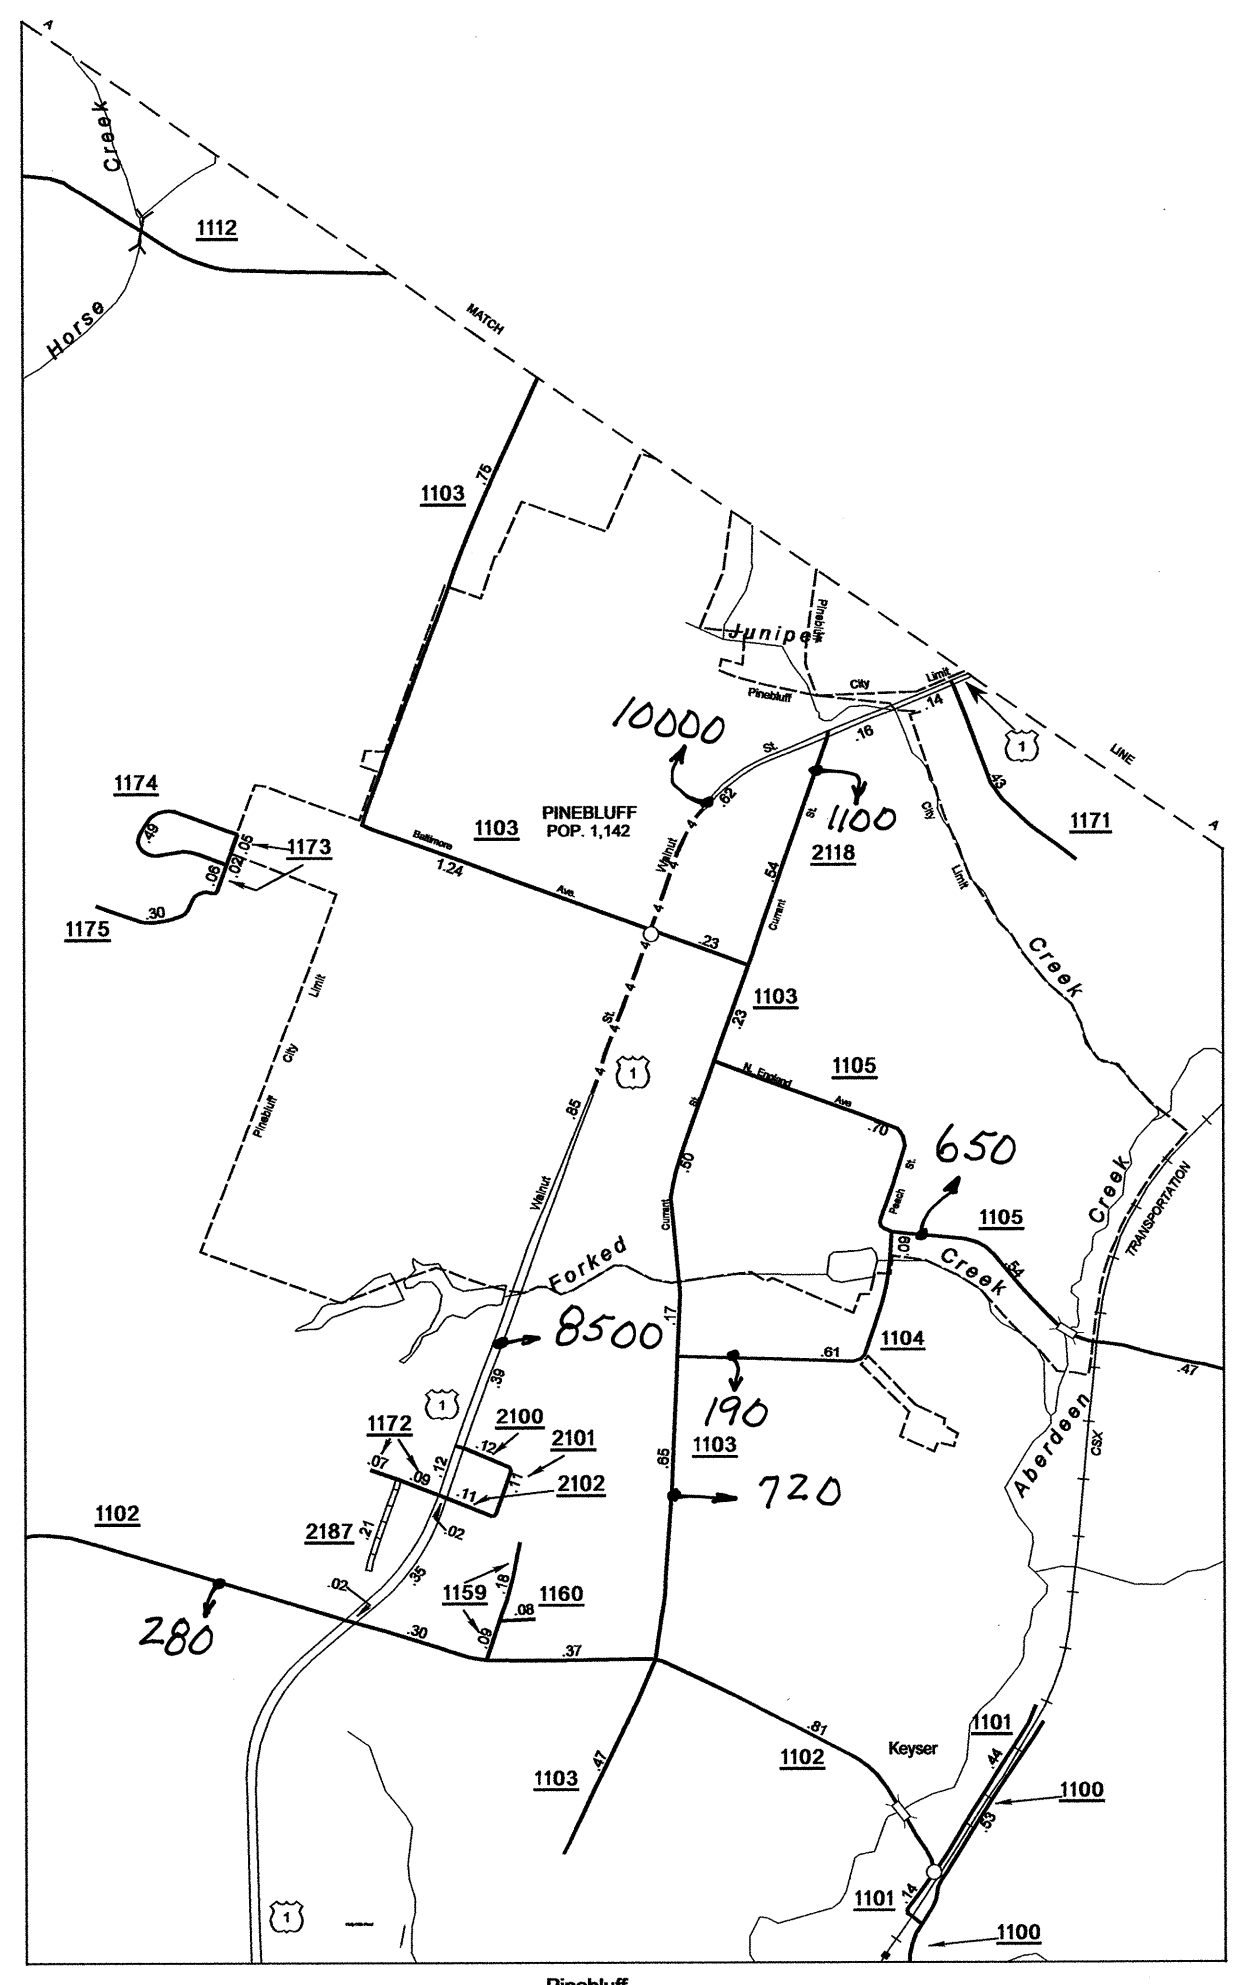 A
Creek
1112
Horse
MATCH
.75
1103
Pinebluff
Juniper
City
Limit
Pinebluff
.14
10000
1
.16
St.
LINE
.43
1174
.62
A
PINEBLUFF
POP. 1,142
1103
St.
1100
1171
.49
.05
1173
Baltimore
1.24
Ave.
Walnut
2118
City
Limit
.02
.06
.54
4
4
.30
1175
Current
4
.23
4
Creek
Limit
4
1103
.23
St.
4
City
1
4
N. England
1105
Ave
.85
St.
.70
Pinebluff
650
.50
St.
Walnut
Peach
Creek
Current
1105
TRANSPORTATION
.09
Forked
Creek
.54
.17
8500
.61
1104
.47
.39
190
1
2100
1172
.12
2101
1103
.07
.09
.12
.11
2102
.11
.65
CSX
Aberdeen
720
1102
2187
.21
.02
.35
.02
1159
.18
1160
.08
280
.30
.09
.37
.81
1101
Keyser
1102
.44
.47
1103
1100
.53
1101
.14
1
1100
Pinebluff